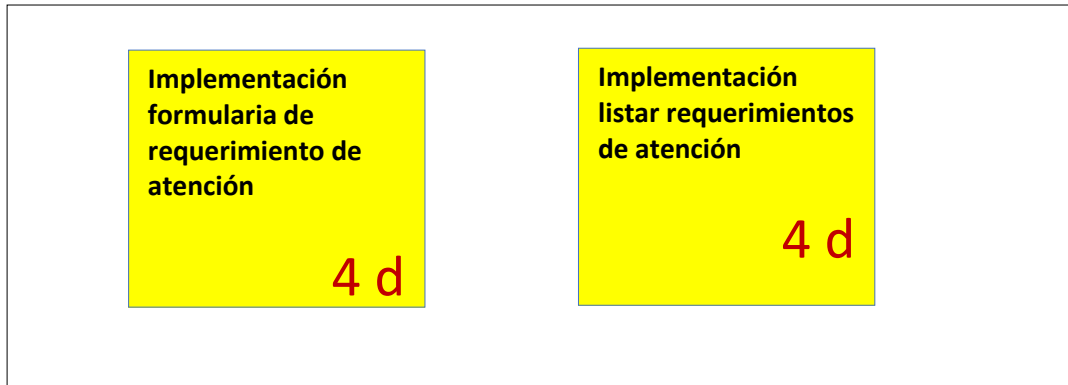 Implementación
formularia de
requerimiento de
atención
4 d
Implementación
listar requerimientos
de atención
4 d